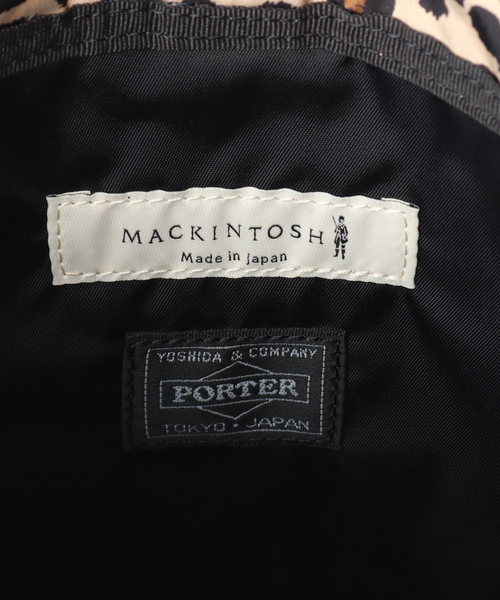 MACKINTOSH
Made in Japan
YOSHIDA & COMPANY
PORTER
TOKYO · JAPAN